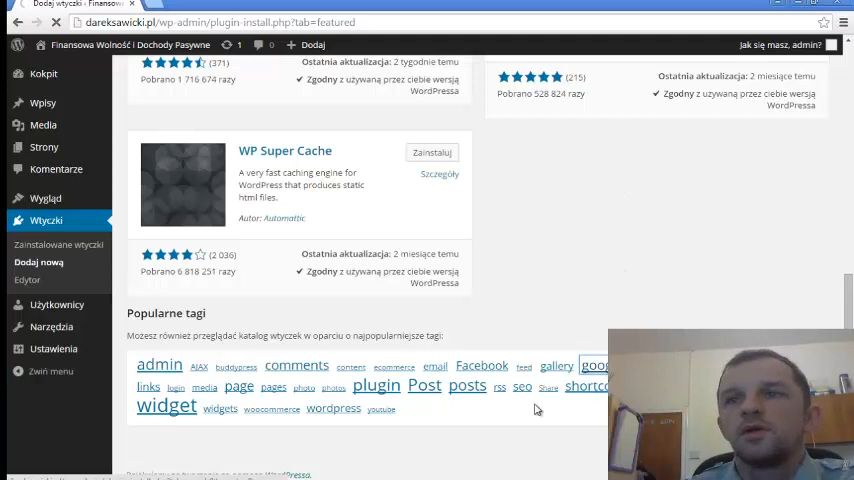 Dodaj wtyczki ‹ Finansowa
dareksawicki.pl/wp-admin/plugin-install.php?tab=featured
Finansowa Wolność i Dochody Pasywne 1 0 Dodaj Jak się masz, admin?
Kokpit
Wpisy
Media
Strony
Komentarze
Wygląd
Wtyczki
Zainstalowane wtyczki
Dodaj nową
Edytor
Użytkownicy
Narzędzia
Ustawienia
Zwiń menu
(371)
Pobrano 1 716 674 razy
Ostatnia aktualizacja: 2 tygodnie temu
Zgodny z używaną przez ciebie wersją
WordPressa
(215)
Pobrano 528 824 razy
Ostatnia aktualizacja: 2 miesiące temu
Zgodny z używaną przez ciebie wersją
WordPressa
WP Super Cache
Zainstaluj
Szczegóły
A very fast caching engine for
WordPress that produces static
html files.
Autor: Automattic
(2 036)
Pobrano 6 818 251 razy
Ostatnia aktualizacja: 2 miesiące temu
Zgodny z używaną przez ciebie wersją
WordPressa
Popularne tagi
Możesz również przeglądać katalog wtyczek w oparciu o najpopularniejsze tagi:
admin AJAX buddypress comments content ecommerce email Facebook feed gallery goog
links login media page pages photo photos plugin Post posts rss seo Share shortco
widget widgets woocommerce wordpress youtube